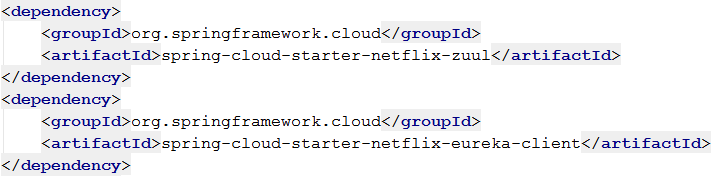 <dependency>
    <groupId>org.springframework.cloud</groupId>
    <artifactId>spring-cloud-starter-netflix-zuul</artifactId>
</dependency>
<dependency>
    <groupId>org.springframework.cloud</groupId>
    <artifactId>spring-cloud-starter-netflix-eureka-client</artifactId>
</dependency>